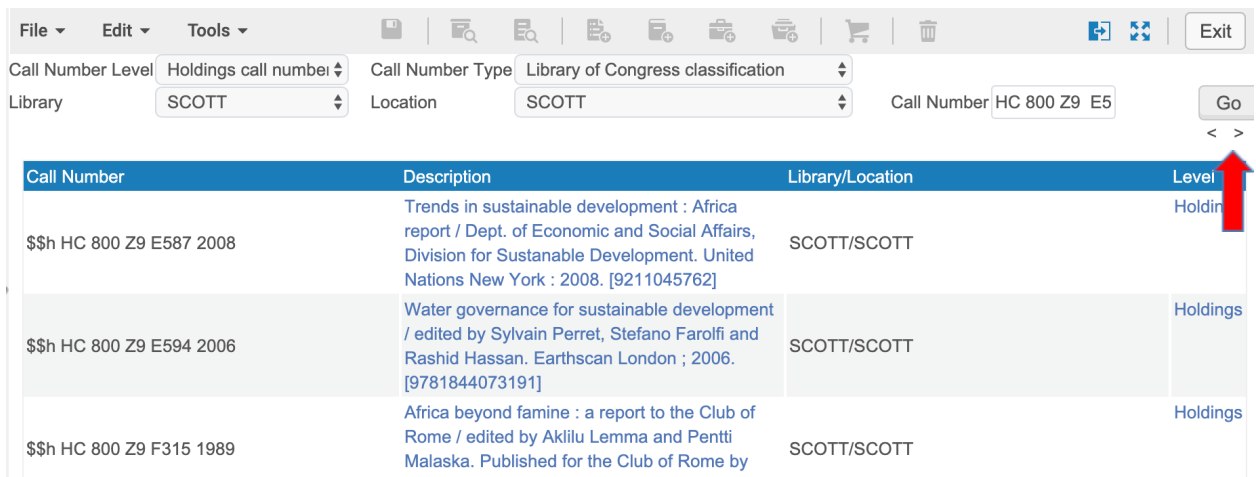 File Edit Tools Exit
Call Number Level Holdings call number Call Number Type Library of Congress classification
Library SCOTT Location SCOTT Call Number HC 800 Z9 E5 Go
< >
Call Number Description Library/Location Level
Trends in sustainable development : Africa
report / Dept. of Economic and Social Affairs,
Division for Sustanable Development. United
Nations New York : 2008. [9211045762]
$$h HC 800 Z9 E587 2008 SCOTT/SCOTT
Water governance for sustainable development
/ edited by Sylvain Perret, Stefano Farolfi and
Rashid Hassan. Earthscan London ; 2006.
[9781844073191]
$$h HC 800 Z9 E594 2006 SCOTT/SCOTT Holdings
Africa beyond famine : a report to the Club of
Rome / edited by Aklilu Lemma and Pentti
Malaska. Published for the Club of Rome by
$$h HC 800 Z9 F315 1989 SCOTT/SCOTT Holdings